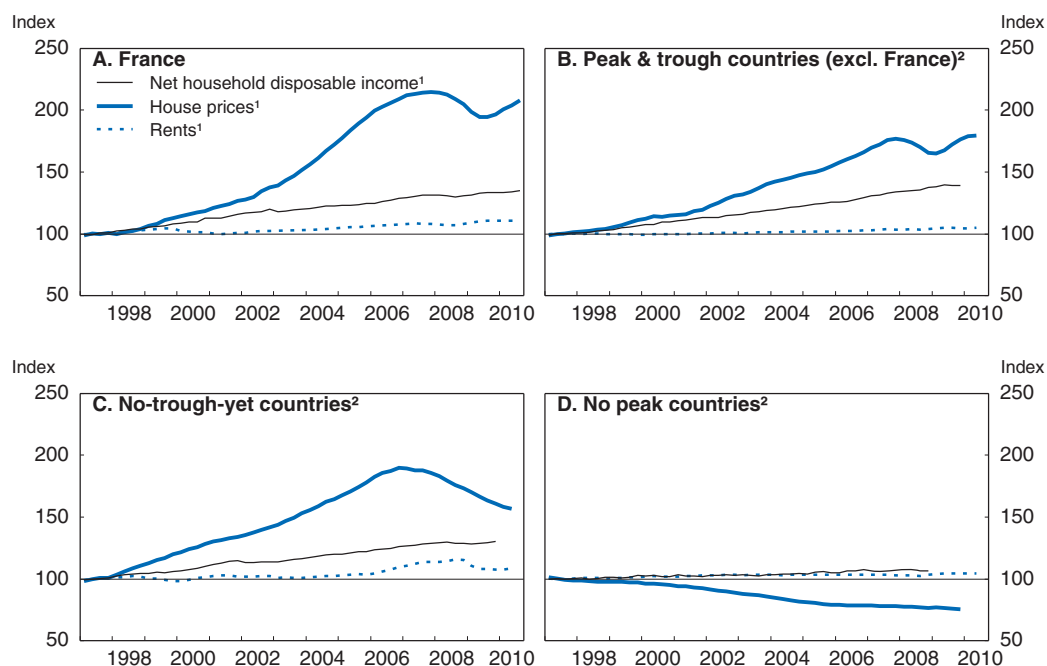 Index
Index
250
A. France
B. Peak & trough countries (excl. France)²
250
Net household disposable income¹
200
House prices¹
200
Rents¹
150
150
100
100
50
50
1998 2000 2002 2004 2006 2008 2010
1998 2000 2002 2004 2006 2008 2010
Index
Index
250
C. No-trough-yet countries²
D. No peak countries²
250
200
200
150
150
100
100
50
50
1998 2000 2002 2004 2006 2008 2010
1998 2000 2002 2004 2006 2008 2010